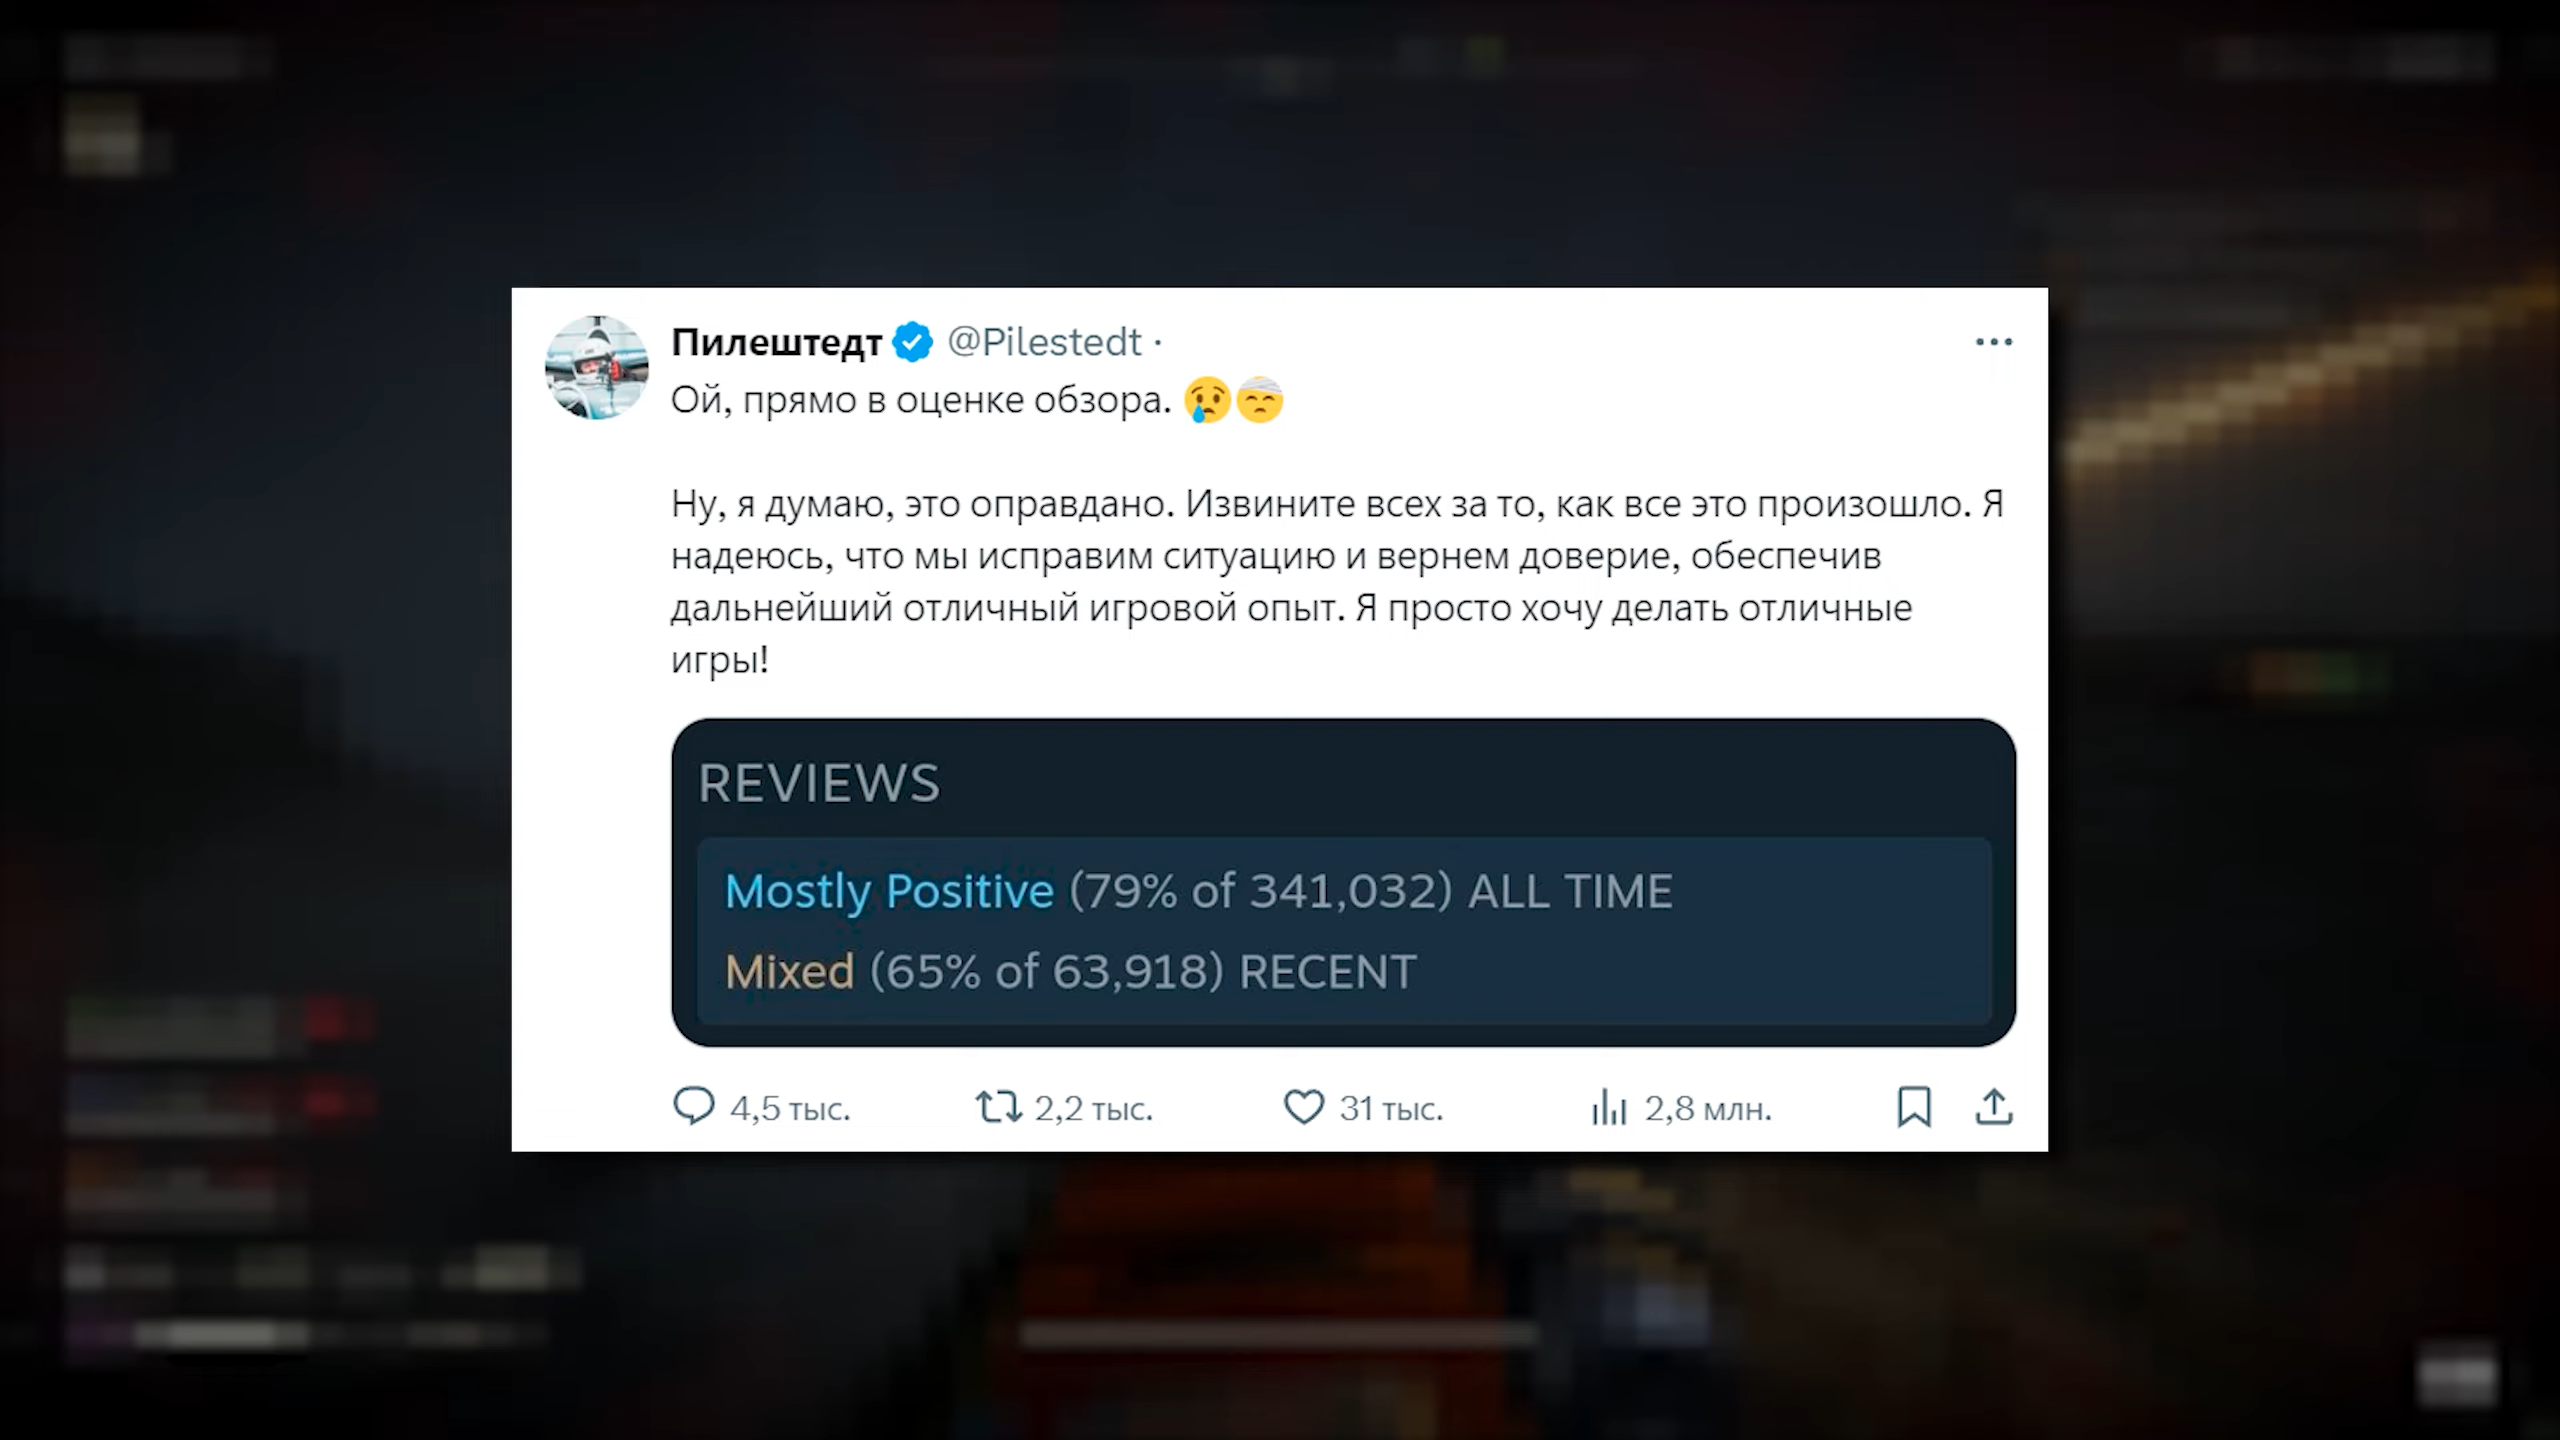 Пилештедт @Pilestedt ·
Ой, прямо в оценке обзора. 😢🤕
Ну, я думаю, это оправдано. Извините всех за то, как все это произошло. Я
надеюсь, что мы исправим ситуацию и вернем доверие, обеспечив
дальнейший отличный игровой опыт. Я просто хочу делать отличные
игры!
REVIEWS
Mostly Positive (79% of 341,032) ALL TIME
Mixed (65% of 63,918) RECENT
4,5 тыс. 2,2 тыс. 31 тыс. 2,8 млн.